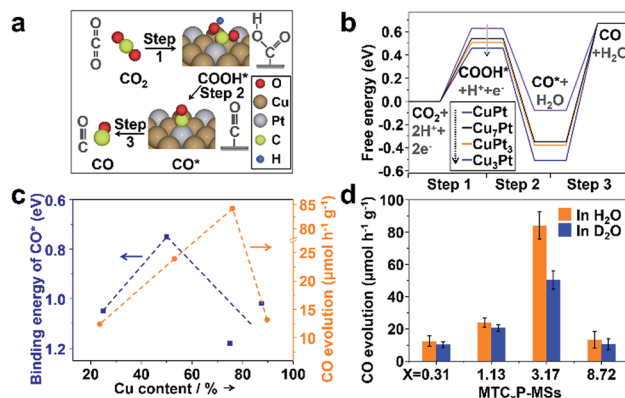 a
Step
1
CO₂
COOH*
Step 2
Step
3
CO
CO*
O
C
O
H
O
O
C
O
C
C
O
O
Cu
Pt
C
H
b
Free energy (eV)
0.6
0.4
0.2
0.0
-0.2
-0.4
-0.6
CO₂+
2H⁺+
2e⁻
COOH*
+H⁺+e⁻
CO*+
H₂O
CO
+H₂O
CuPt
Cu₇Pt
CuPt₃
Cu₃Pt
Step 1
Step 2
Step 3
c
Binding energy of CO* (eV)
0.6
0.8
1.0
1.2
20
40
60
80
100
Cu content / % →
85
80
25
20
15
10
CO evolution (μmol h⁻¹ g⁻¹)
d
CO evolution (μmol h⁻¹ g⁻¹)
100
80
60
40
20
0
In H₂O
In D₂O
X=0.31
1.13
3.17
8.72
MTCₓP-MSs